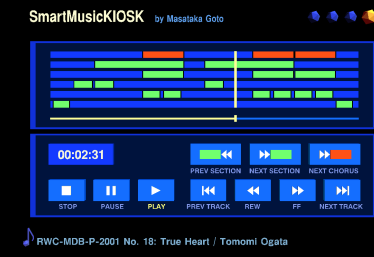 SmartMusicKIOSK by Masataka Goto
00:02:31
PREV SECTION NEXT SECTION NEXT CHORUS
STOP PAUSE PLAY PREV TRACK REW FF NEXT TRACK
RWC-MDB-P-2001 No. 18: True Heart / Tomomi Ogata